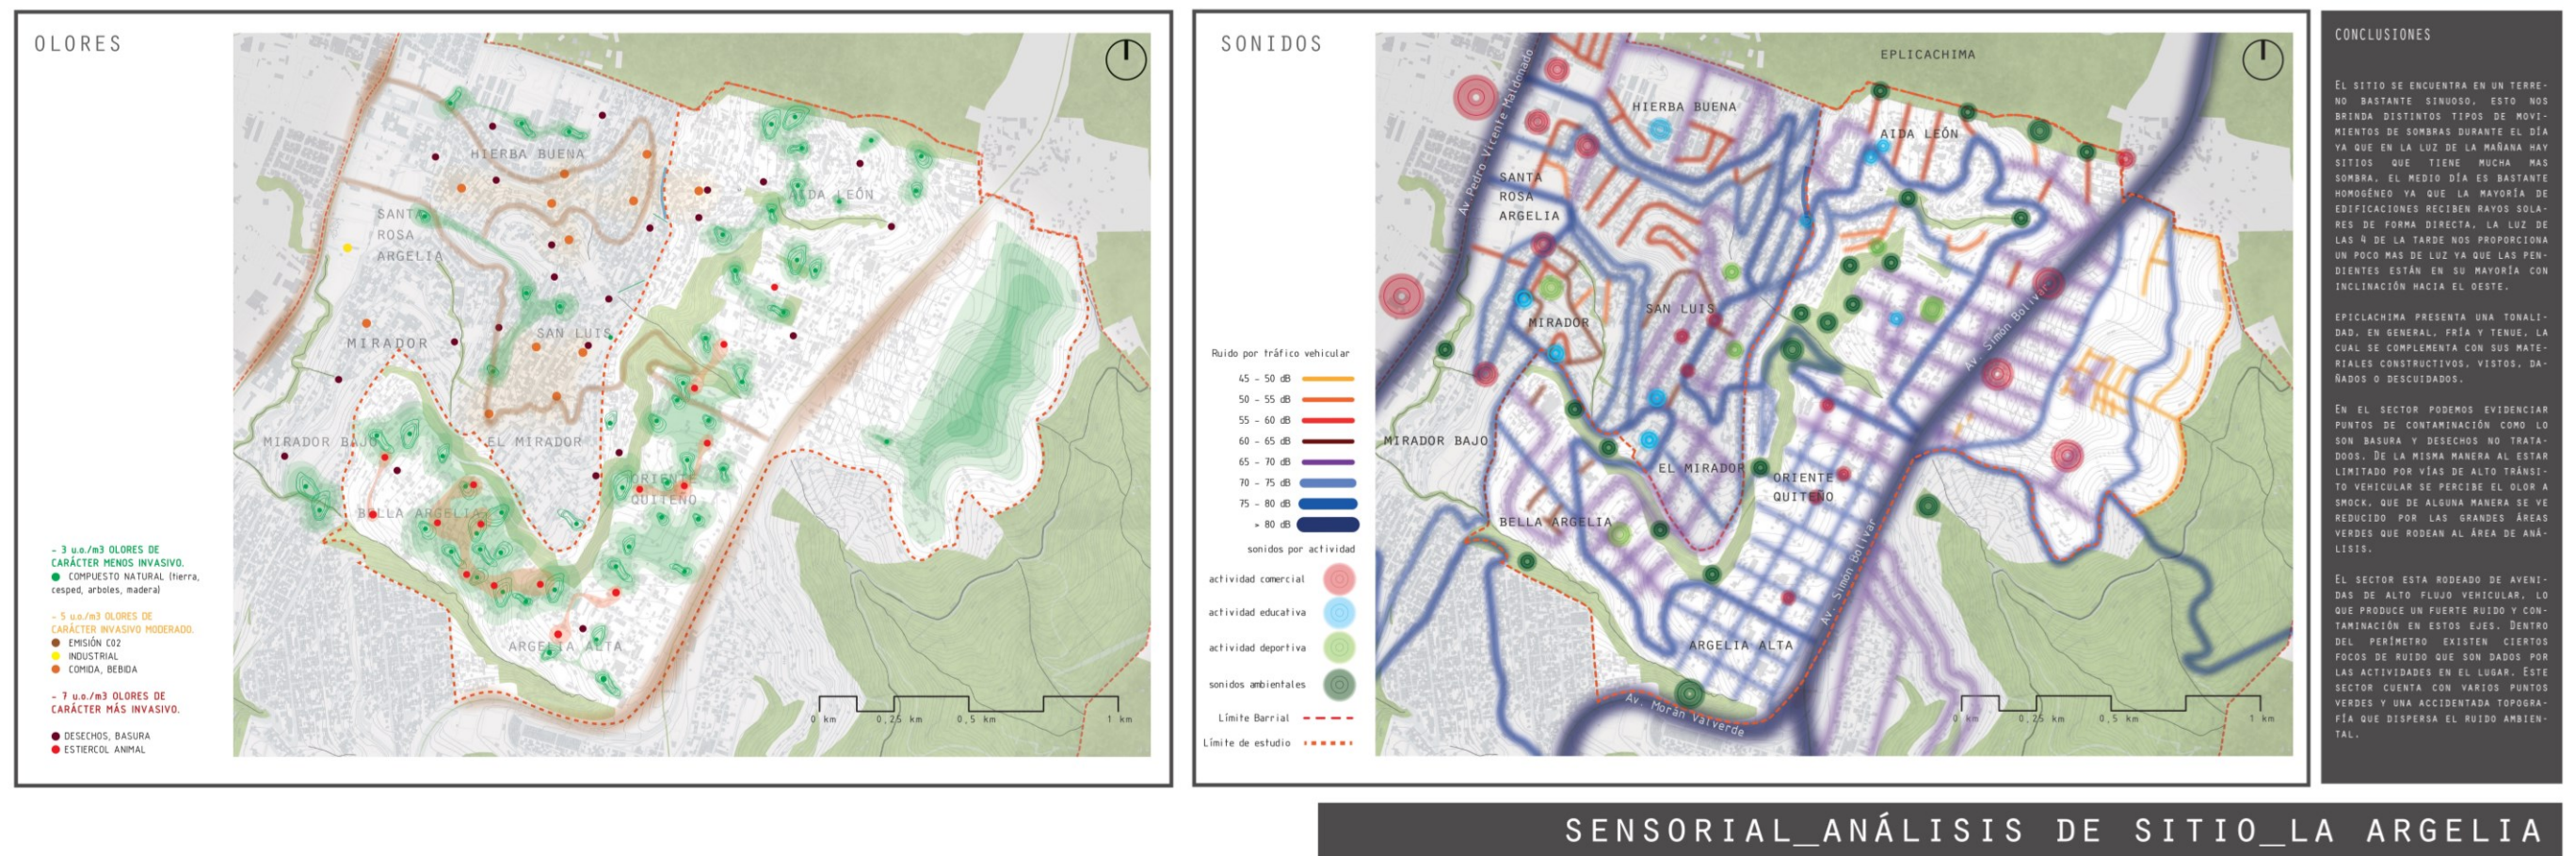 OLORES
HIERBA BUENA
AIDA LEÓN
SANTA
ROSA
ARGELIA
SAN LUIS
MIRADOR
MIRADOR BAJO
EL MIRADOR
ORIENTE
QUITEÑO
BELLA ARGELIA
ARGELIA ALTA
- 3 u.o./m3 OLORES DE
CARÁCTER MENOS INVASIVO.
COMPUESTO NATURAL (tierra,
cesped, arboles, madera)
- 5 u.o./m3 OLORES DE
CARÁCTER INVASIVO MODERADO.
EMISIÓN CO2
INDUSTRIAL
COMIDA, BEBIDA
- 7 u.o./m3 OLORES DE
CARÁCTER MÁS INVASIVO.
DESECHOS, BASURA
ESTIERCOL ANIMAL
0 km 0,25 km 0,5 km 1 km
SONIDOS
EPLICACHIMA
Av. Pedro Vicente Maldonado
HIERBA BUENA
AIDA LEÓN
SANTA
ROSA
ARGELIA
SAN LUIS
MIRADOR
Av. Simón Bolívar
MIRADOR BAJO
EL MIRADOR
ORIENTE
QUITEÑO
BELLA ARGELIA
Av. Simón Bolívar
ARGELIA ALTA
Av. Morán Valverde
0 km 0,25 km 0,5 km 1 km
Ruido por tráfico vehicular
45 - 50 dB
50 - 55 dB
55 - 60 dB
60 - 65 dB
65 - 70 dB
70 - 75 dB
75 - 80 dB
> 80 dB
sonidos por actividad
actividad comercial
actividad educativa
actividad deportiva
sonidos ambientales
Límite Barrial
Límite de estudio
CONCLUSIONES
EL SITIO SE ENCUENTRA EN UN TERRE-
NO BASTANTE SINUOSO, ESTO NOS
BRINDA DISTINTOS TIPOS DE MOVI-
MIENTOS DE SOMBRAS DURANTE EL DÍA
YA QUE EN LA LUZ DE LA MAÑANA HAY
SITIOS QUE TIENE MUCHA MAS
SOMBRA, EL MEDIO DÍA ES BASTANTE
HOMOGÉNEO YA QUE LA MAYORÍA DE
EDIFICACIONES RECIBEN RAYOS SOLA-
RES DE FORMA DIRECTA, LA LUZ DE
LAS 4 DE LA TARDE NOS PROPORCIONA
UN POCO MAS DE LUZ YA QUE LAS PEN-
DIENTES ESTÁN EN SU MAYORÍA CON
INCLINACIÓN HACIA EL OESTE.
EPICLACHIMA PRESENTA UNA TONALI-
DAD, EN GENERAL, FRÍA Y TENUE, LA
CUAL SE COMPLEMENTA CON SUS MATE-
RIALES CONSTRUCTIVOS, VISTOS, DA-
ÑADOS O DESCUIDADOS.
EN EL SECTOR PODEMOS EVIDENCIAR
PUNTOS DE CONTAMINACIÓN COMO LO
SON BASURA Y DESECHOS NO TRATA-
DOOS. DE LA MISMA MANERA AL ESTAR
LIMITADO POR VÍAS DE ALTO TRÁNSI-
TO VEHICULAR SE PERCIBE EL OLOR A
SMOCK, QUE DE ALGUNA MANERA SE VE
REDUCIDO POR LAS GRANDES ÁREAS
VERDES QUE RODEAN AL ÁREA DE ANÁ-
LISIS.
EL SECTOR ESTA RODEADO DE AVENI-
DAS DE ALTO FLUJO VEHICULAR, LO
QUE PRODUCE UN FUERTE RUIDO Y CON-
TAMINACIÓN EN ESTOS EJES. DENTRO
DEL PERÍMETRO EXISTEN CIERTOS
FOCOS DE RUIDO QUE SON DADOS POR
LAS ACTIVIDADES EN EL LUGAR. ESTE
SECTOR CUENTA CON VARIOS PUNTOS
VERDES Y UNA ACCIDENTADA TOPOGRA-
FÍA QUE DISPERSA EL RUIDO AMBIEN-
TAL.
SENSORIAL_ANÁLISIS DE SITIO_LA ARGELIA